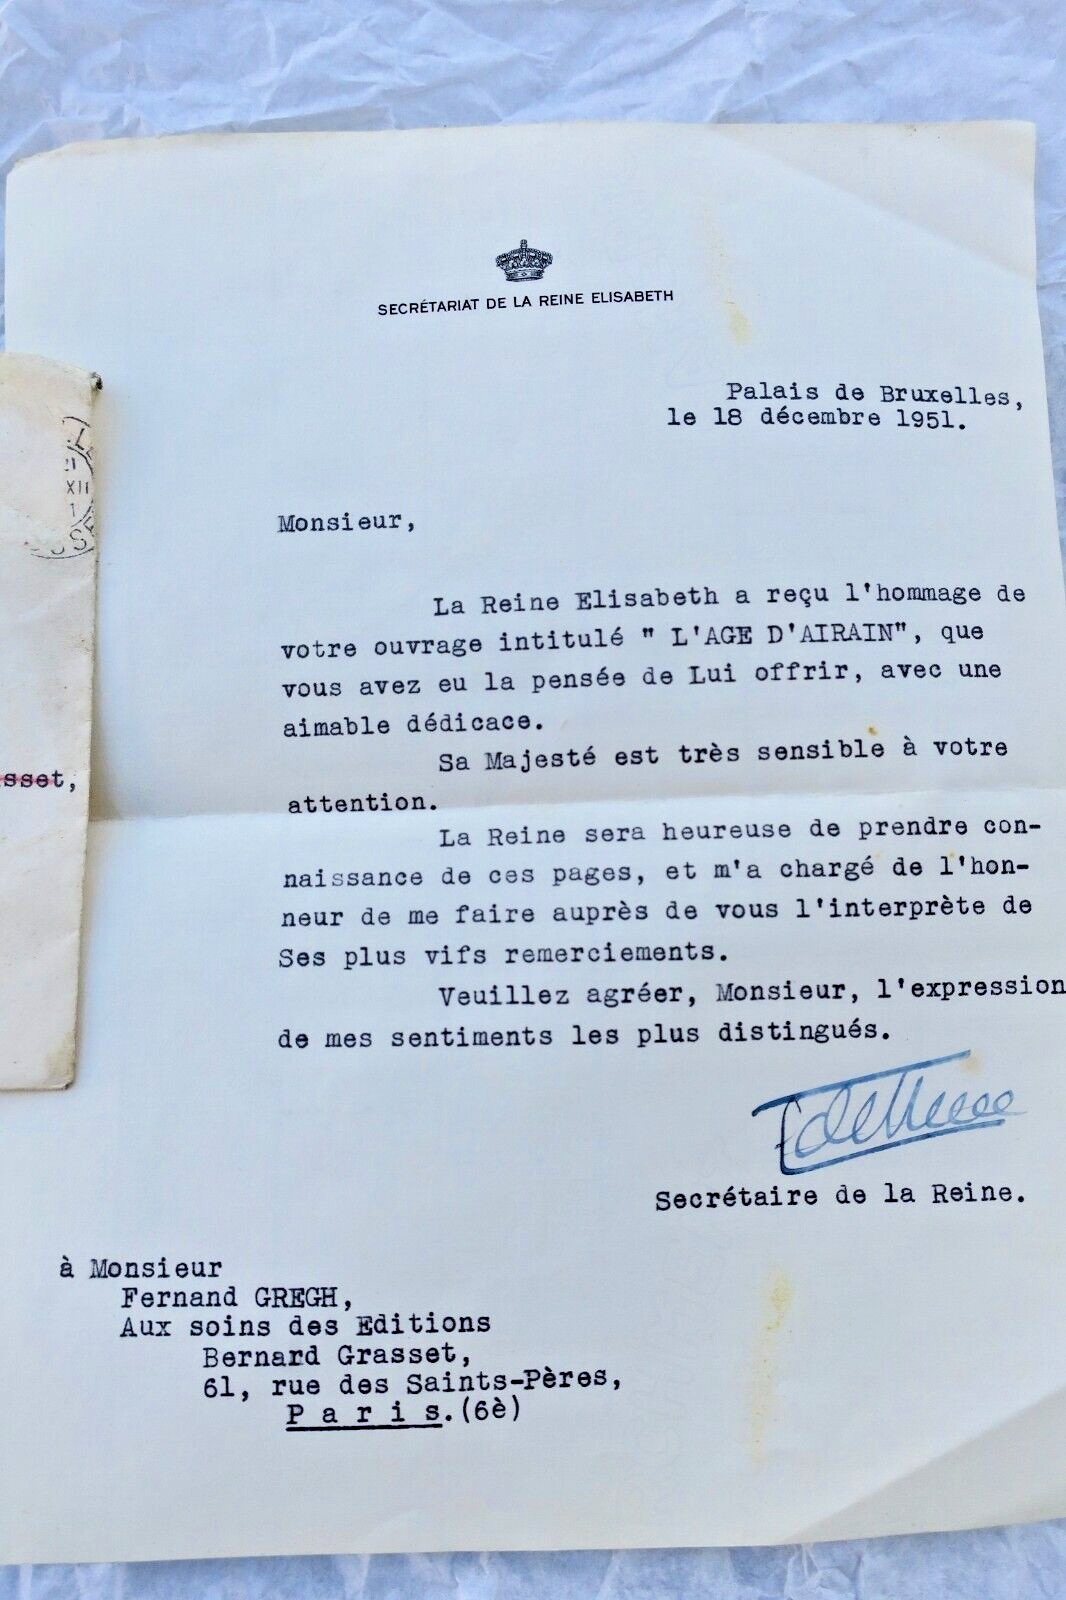 SECRÉTARIAT DE LA REINE ELISABETH
Palais de Bruxelles,
le 18 décembre 1951.
XII
sset,
Monsieur,
La Reine Elisabeth a reçu l'hommage de
votre ouvrage intitulé " L'AGE D'AIRAIN", que
vous avez eu la pensée de Lui offrir, avec une
aimable dédicace.
Sa Majesté est très sensible à votre
attention.
La Reine sera heureuse de prendre con-
naissance de ces pages, et m'a chargé de l'hon-
neur de me faire auprès de vous l'interprète de
Ses plus vifs remerciements.
Veuillez agréer, Monsieur, l'expression
de mes sentiments les plus distingués.
Secrétaire de la Reine.
à Monsieur
Fernand GREGH,
Aux soins des Editions
Bernard Grasset,
61, rue des Saints-Pères,
P a r i s.(6è)